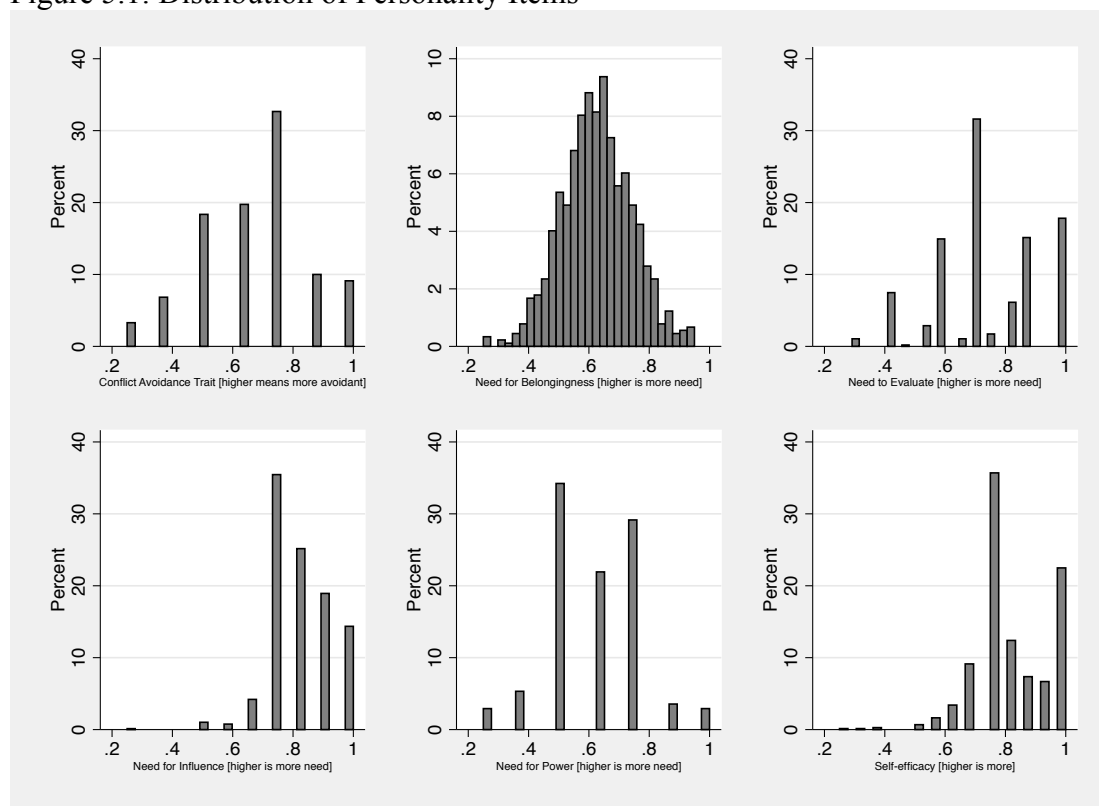 Figure 3.1: Distribution of Personality Items
40
30
20
10
0
Percent
.2 .4 .6 .8 1
Conflict Avoidance Trait [higher means more avoidant]
10
8
6
4
2
0
Percent
.2 .4 .6 .8 1
Need for Belongingness [higher is more need]
40
30
20
10
0
Percent
.2 .4 .6 .8 1
Need to Evaluate [higher is more need]
40
30
20
10
0
Percent
.2 .4 .6 .8 1
Need for Influence [higher is more need]
40
30
20
10
0
Percent
.2 .4 .6 .8 1
Need for Power [higher is more need]
40
30
20
10
0
Percent
.2 .4 .6 .8 1
Self-efficacy [higher is more]